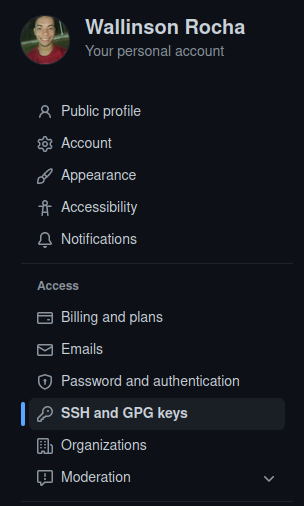 Wallinson Rocha
Your personal account
Public profile
Account
Appearance
Accessibility
Notifications
Access
Billing and plans
Emails
Password and authentication
SSH and GPG keys
Organizations
Moderation